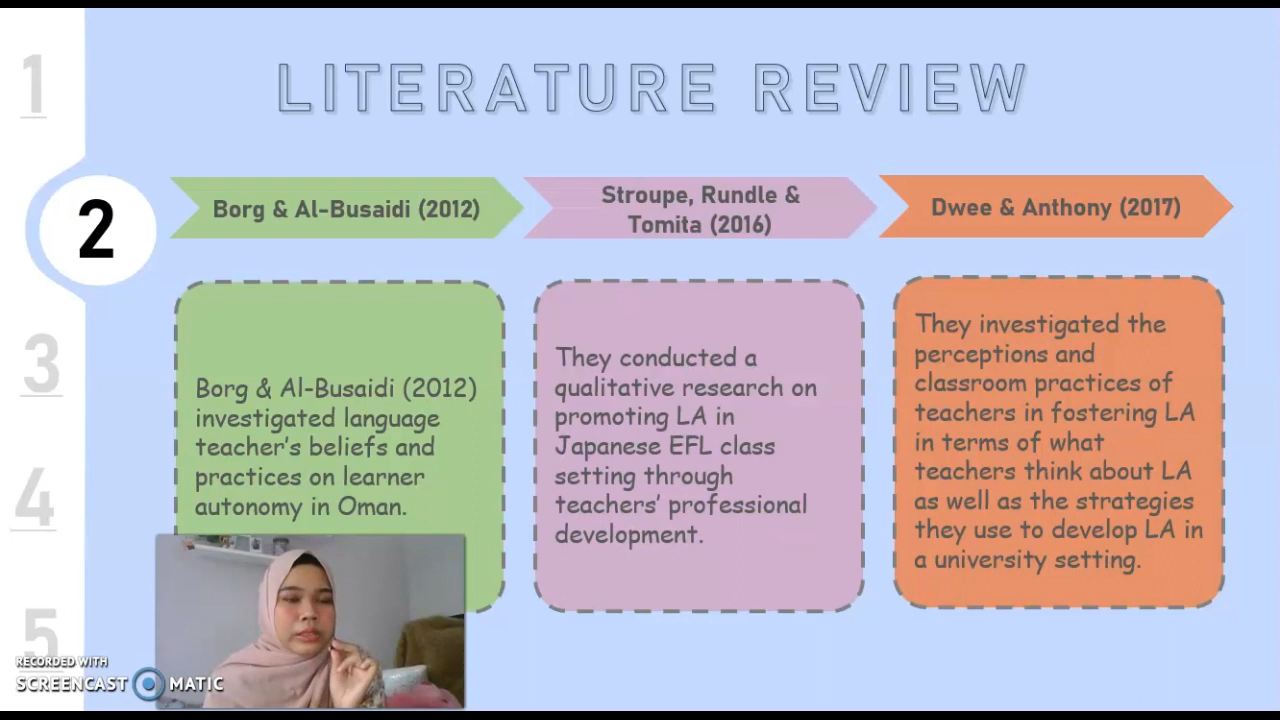 LITERATURE REVIEW
1
2
3
4
5
Borg & Al-Busaidi (2012)
Borg & Al-Busaidi (2012)
investigated language
teacher's beliefs and
practices on learner
autonomy in Oman.
Stroupe, Rundle &
Tomita (2016)
They conducted a
qualitative research on
promoting LA in
Japanese EFL class
setting through
teachers' professional
development.
Dwee & Anthony (2017)
They investigated the
perceptions and
classroom practices of
teachers in fostering LA
in terms of what
teachers think about LA
as well as the strategies
they use to develop LA in
a university setting.
RECORDED WITH
SCREENCAST MATIC